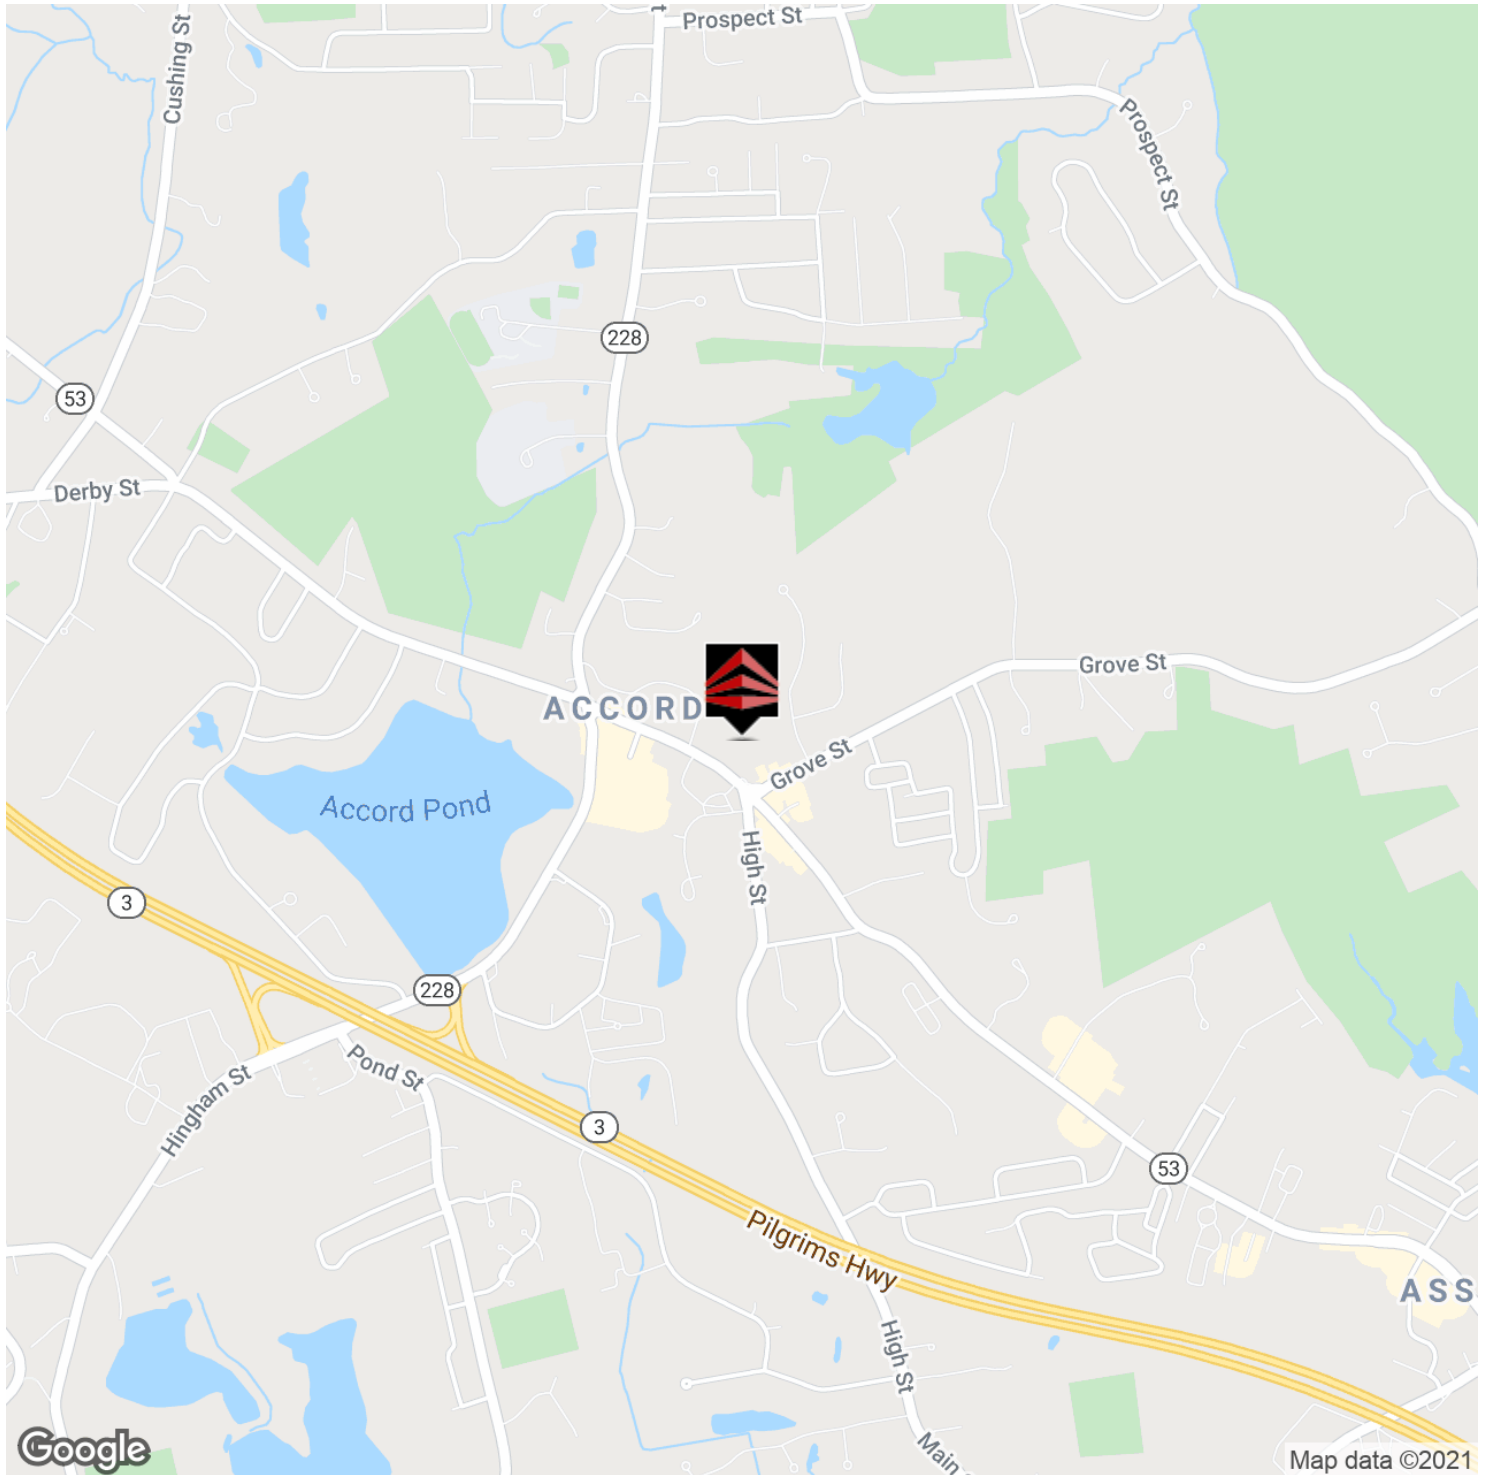 t
Prospect St
Cushing St
Prospect St
228
53
Derby St
Grove St
ACCORD
Grove St
Accord Pond
High St
3
228
Pond St
Hingham St
3
53
Pilgrims Hwy
ASS
High St
Main
Google
Map data ©2021